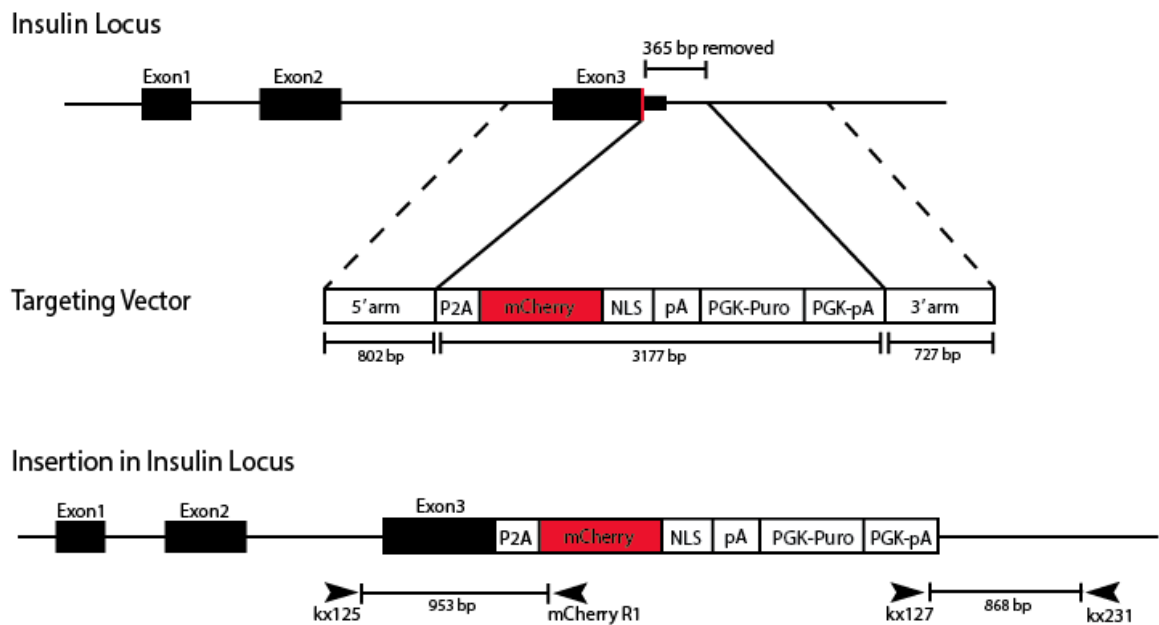 Insulin Locus
365 bp removed
Exon1 Exon2 Exon3
Targeting Vector
5' arm P2A mCherry NLS pA PGK-Puro PGK-pA 3' arm
802 bp 3177 bp 727 bp
Insertion in Insulin Locus
Exon1 Exon2 Exon3
P2A mCherry NLS pA PGK-Puro PGK-pA
953 bp 868 bp
kx125 mCherry R1 kx127 kx231